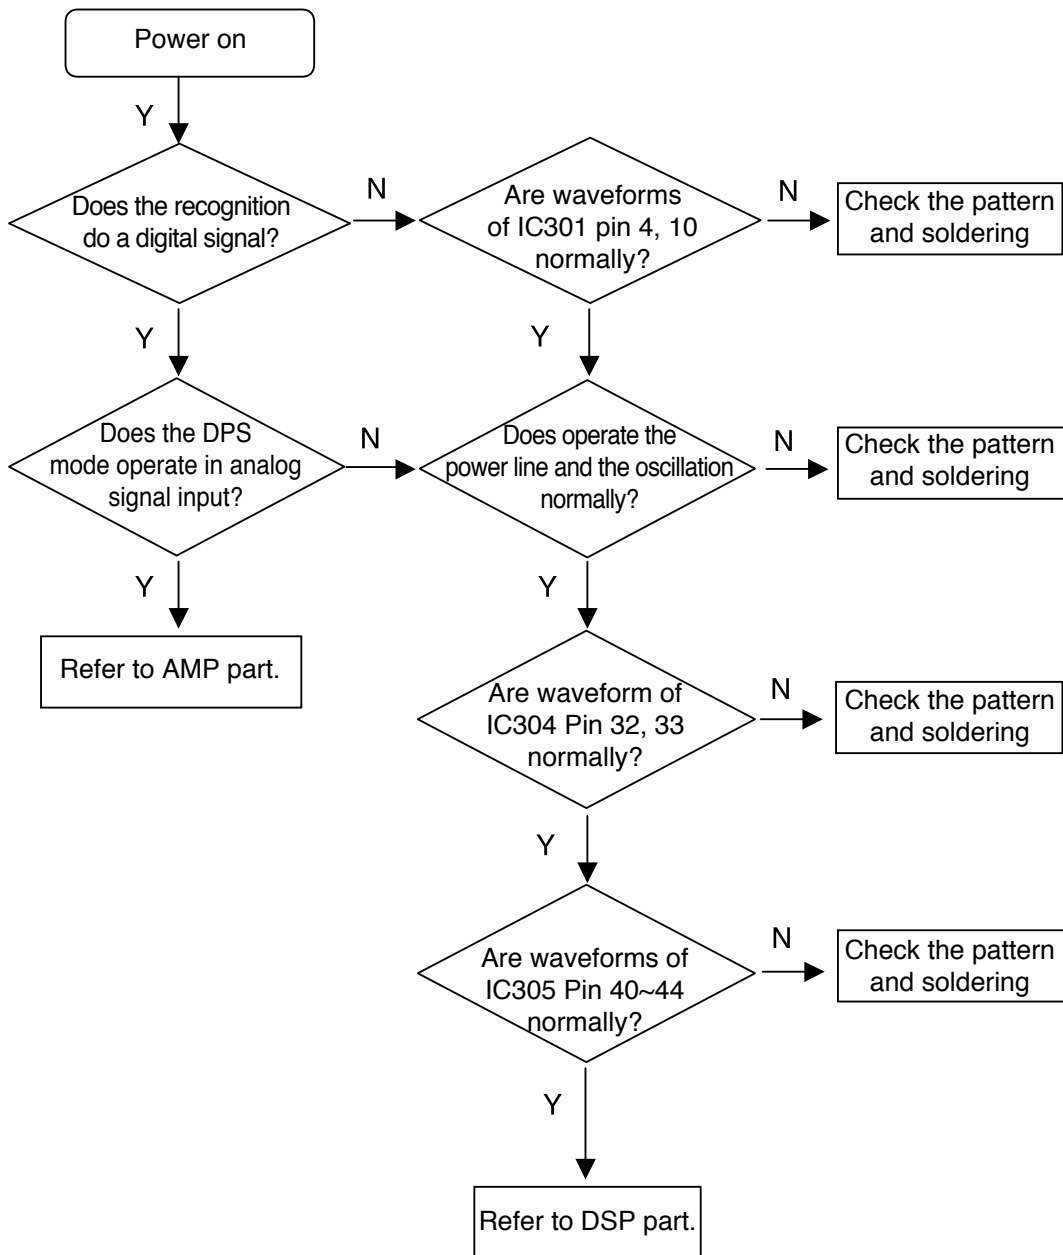 Power on
Y
Does the recognition
do a digital signal?
N
Are waveforms
of IC301 pin 4, 10
normally?
N
Check the pattern
and soldering
Y
Y
Does the DPS
mode operate in analog
signal input?
N
Does operate the
power line and the oscillation
normally?
N
Check the pattern
and soldering
Y
Y
Refer to AMP part.
Are waveform of
IC304 Pin 32, 33
normally?
N
Check the pattern
and soldering
Y
Are waveforms of
IC305 Pin 40~44
normally?
N
Check the pattern
and soldering
Y
Refer to DSP part.